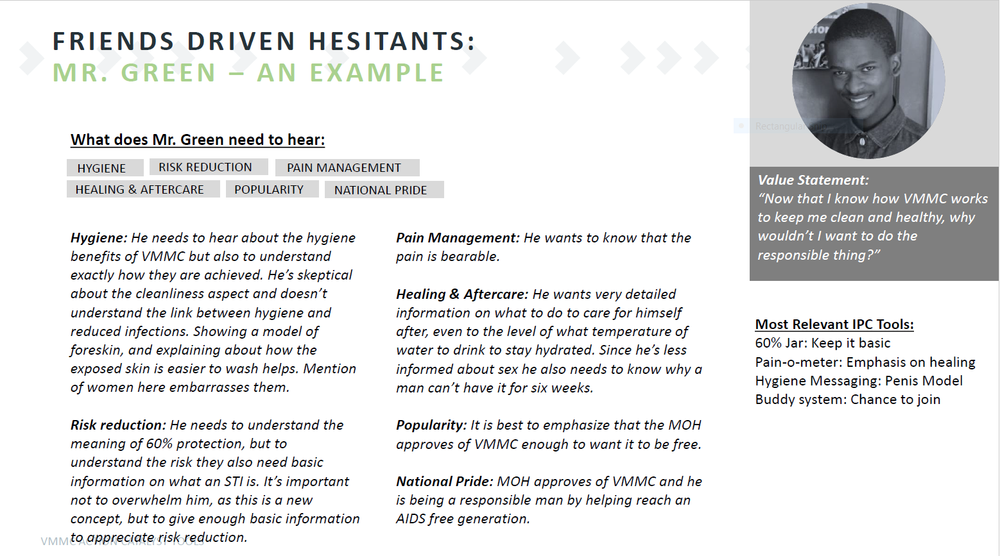 FRIENDS DRIVEN HESITANTS:
MR. GREEN – AN EXAMPLE
What does Mr. Green need to hear:
HYGIENE
RISK REDUCTION
PAIN MANAGEMENT
HEALING & AFTERCARE
POPULARITY
NATIONAL PRIDE
Hygiene: He needs to hear about the hygiene
benefits of VMMC but also to understand
exactly how they are achieved. He’s skeptical
about the cleanliness aspect and doesn’t
understand the link between hygiene and
reduced infections. Showing a model of
foreskin, and explaining about how the
exposed skin is easier to wash helps. Mention
of women here embarrasses them.
Risk reduction: He needs to understand the
meaning of 60% protection, but to
understand the risk they also need basic
information on what an STI is. It’s important
not to overwhelm him, as this is a new
concept, but to give enough basic information
to appreciate risk reduction.
VMMC ACTION CATALYST TOOLS
Pain Management: He wants to know that the
pain is bearable.
Healing & Aftercare: He wants very detailed
information on what to do to care for himself
after, even to the level of what temperature of
water to drink to stay hydrated. Since he’s less
informed about sex he also needs to know why a
man can’t have it for six weeks.
Popularity: It is best to emphasize that the MOH
approves of VMMC enough to want it to be free.
National Pride: MOH approves of VMMC and he
is being a responsible man by helping reach an
AIDS free generation.
Value Statement:
“Now that I know how VMMC works
to keep me clean and healthy, why
wouldn’t I want to do the
responsible thing?”
Most Relevant IPC Tools:
60% Jar: Keep it basic
Pain-o-meter: Emphasis on healing
Hygiene Messaging: Penis Model
Buddy system: Chance to join